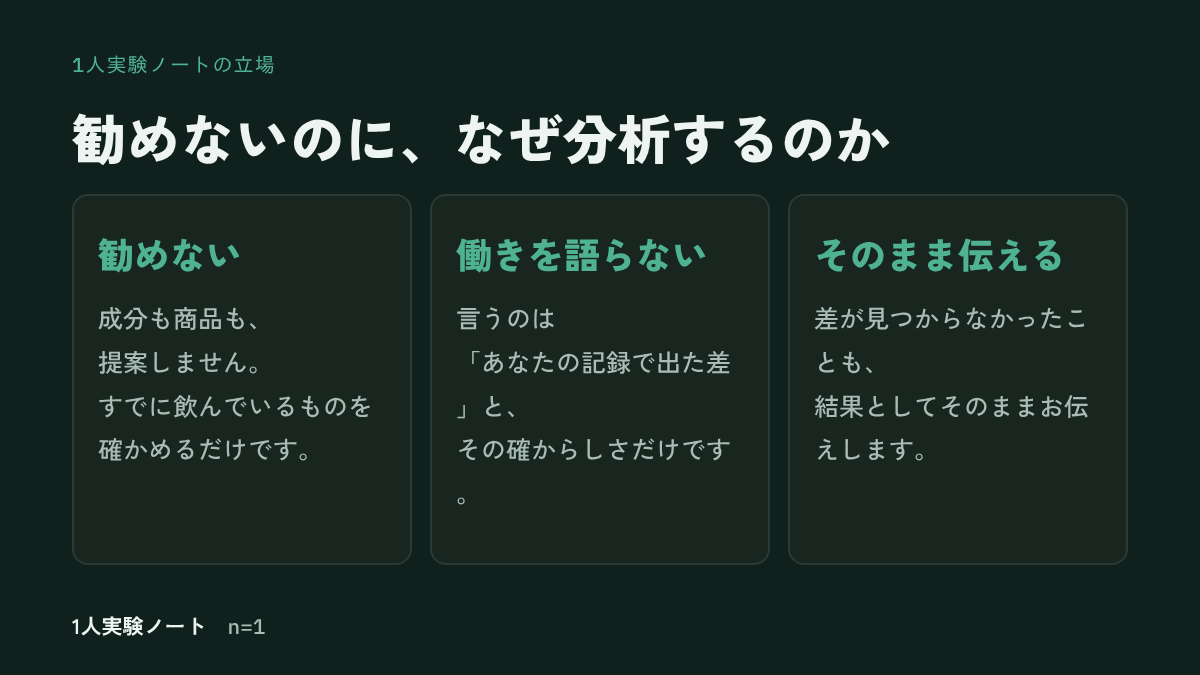 1人実験ノートの立場
勧めないのに、なぜ分析するのか
勧めない
成分も商品も、
提案しません。
すでに飲んでいるものを
確かめるだけです。
働きを語らない
言うのは
「あなたの記録で出た差
」と、
その確からしさだけです
。
そのまま伝える
差が見つからなかったこ
とも、
結果としてそのままお伝
えします。
1人実験ノート n=1